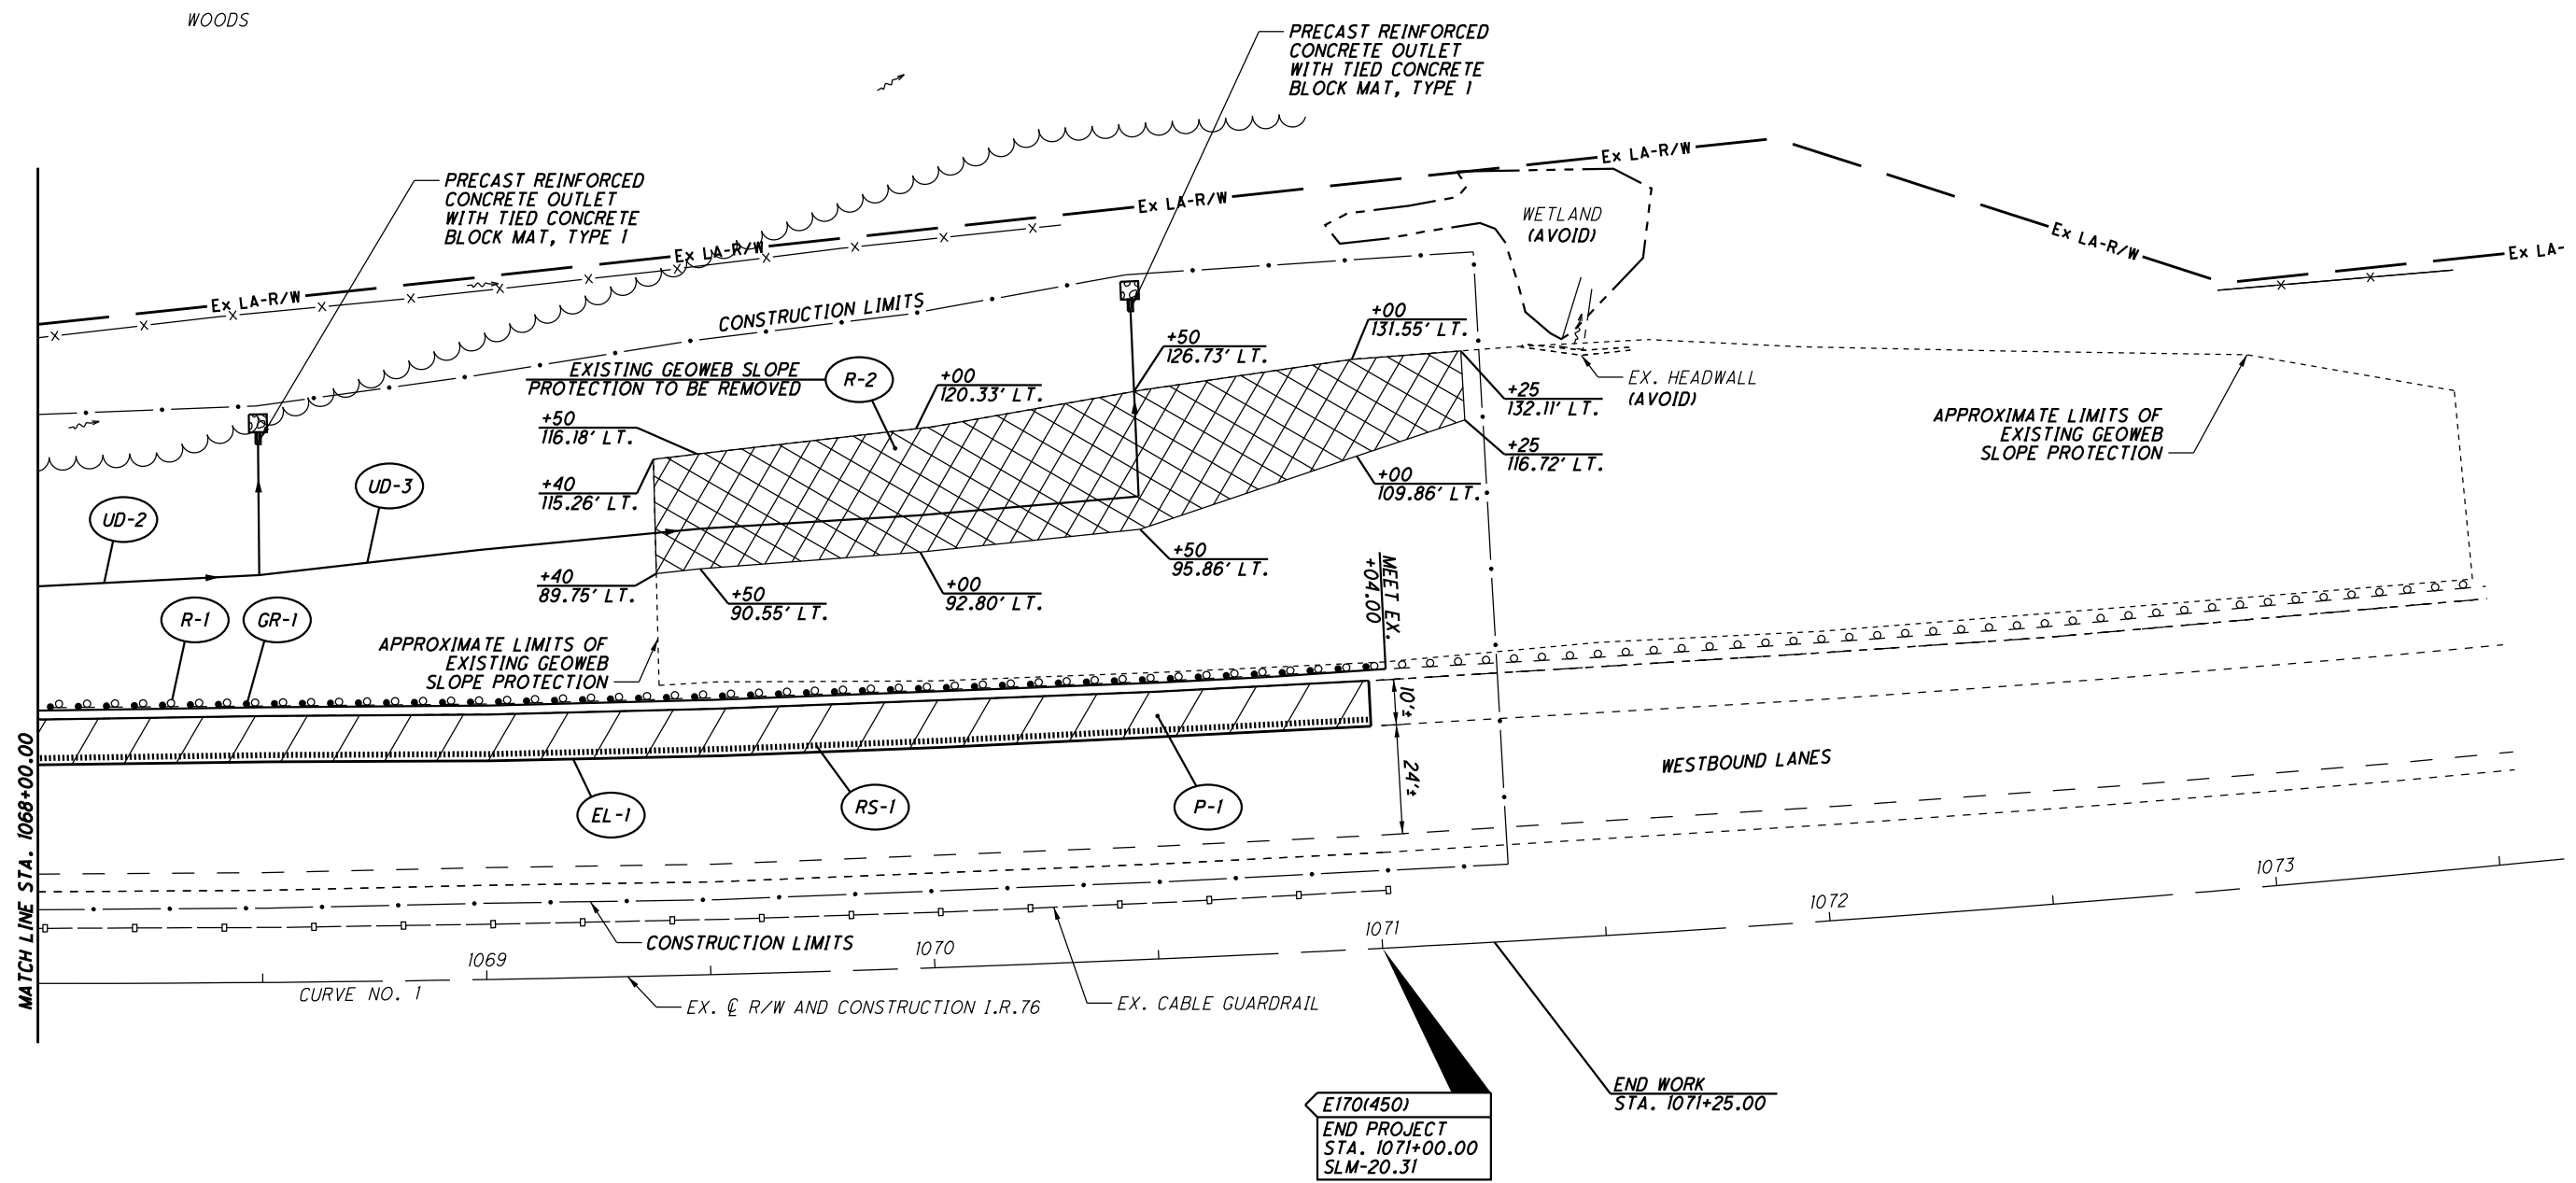 WOODS
PRECAST REINFORCED
CONCRETE OUTLET
WITH TIED CONCRETE
BLOCK MAT, TYPE 1
PRECAST REINFORCED
CONCRETE OUTLET
WITH TIED CONCRETE
BLOCK MAT, TYPE 1
Ex LA-R/W
Ex LA-R/W
Ex LA-R/W
Ex LA-R/W
Ex LA-R/W
Ex LA-
WETLAND
(AVOID)
CONSTRUCTION LIMITS
EXISTING GEOWEB SLOPE
PROTECTION TO BE REMOVED
R-2
+00
120.33' LT.
+50
126.73' LT.
+00
131.55' LT.
+25
132.11' LT.
+25
116.72' LT.
EX. HEADWALL
(AVOID)
APPROXIMATE LIMITS OF
EXISTING GEOWEB
SLOPE PROTECTION
+50
116.18' LT.
+40
115.26' LT.
+00
109.86' LT.
UD-2
UD-3
+40
89.75' LT.
+50
90.55' LT.
+00
92.80' LT.
+50
95.86' LT.
MEET EX.
+04.00
R-1
GR-1
APPROXIMATE LIMITS OF
EXISTING GEOWEB
SLOPE PROTECTION
10'±
24'±
WESTBOUND LANES
EL-1
RS-1
P-1
MATCH LINE STA. 1068+00.00
CONSTRUCTION LIMITS
1069
1070
1071
1072
1073
CURVE NO. 1
EX. ℄ R/W AND CONSTRUCTION I.R.76
EX. CABLE GUARDRAIL
END WORK
STA. 1071+25.00
E170(450)
END PROJECT
STA. 1071+00.00
SLM-20.31